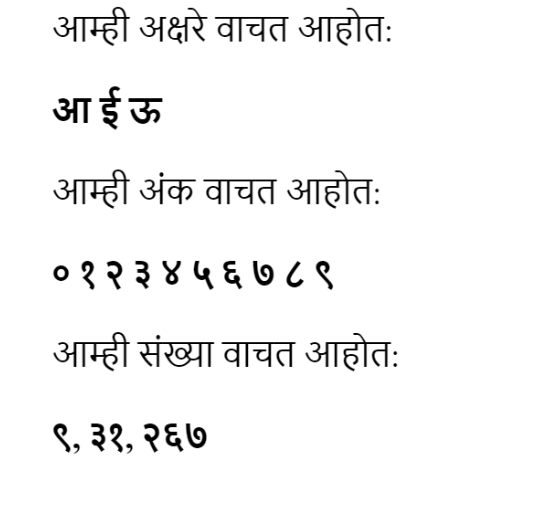 आम्ही अक्षरे वाचत आहोत:
आ ई ऊ
आम्ही अंक वाचत आहोत:
० १ २ ३ ४ ५ ६ ७ ८ ९
आम्ही संख्या वाचत आहोत:
९, ३१, २६७